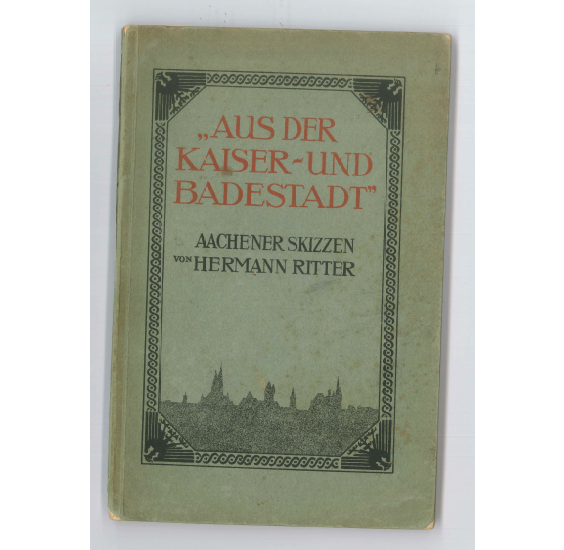 „AUS DER
KAISER-UND
BADESTADT”
AACHENER SKIZZEN
VON HERMANN RITTER